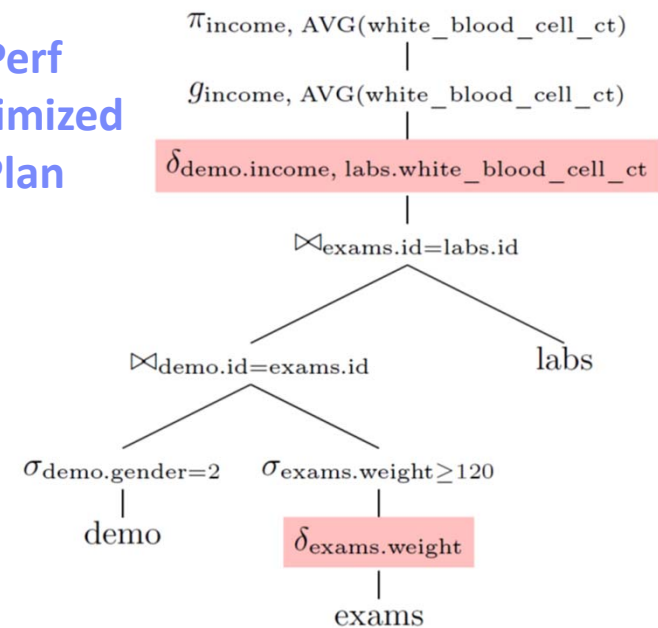 Perf
imized
Plan
πincome, AVG(white_blood_cell_ct)
gincome, AVG(white_blood_cell_ct)
δdemo.income, labs.white_blood_cell_ct
⋈exams.id=labs.id
⋈demo.id=exams.id
labs
σdemo.gender=2 σexams.weight≥120
demo
δexams.weight
exams